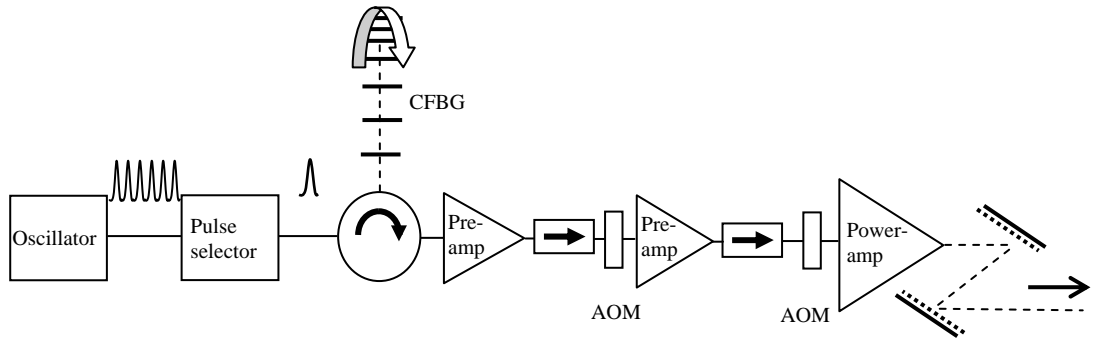 CFBG
Oscillator
Pulse
selector
Pre-
amp
AOM
Pre-
amp
AOM
Power-
amp